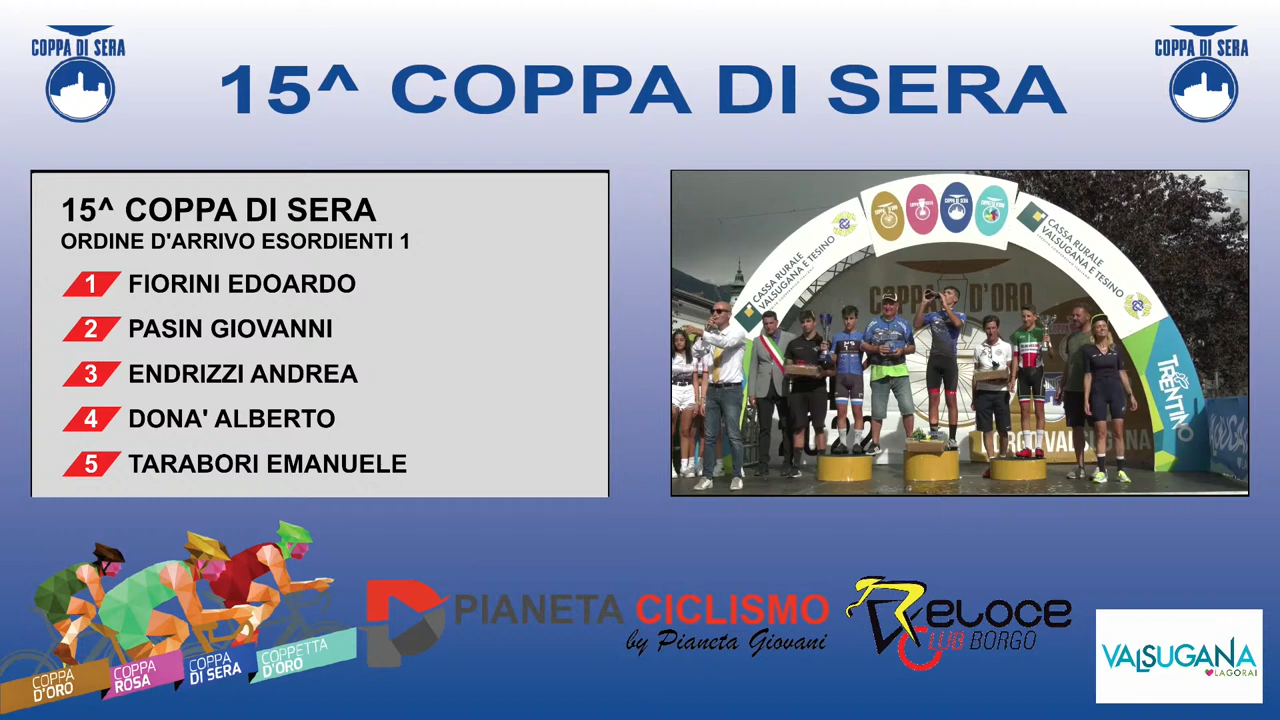 COPPA DI SERA
15^ COPPA DI SERA
COPPA DI SERA
15^ COPPA DI SERA
ORDINE D'ARRIVO ESORDIENTI 1
1 FIORINI EDOARDO
2 PASIN GIOVANNI
3 ENDRIZZI ANDREA
4 DONA' ALBERTO
5 TARABORI EMANUELE
CASSA RURALE
VALSUGANA E TESINO
CASSA RURALE
VALSUGANA E TESINO
COPPA D'ORO
TRENTINO
BORGO VALSUGANA
COPPA
D'ORO
COPPA
ROSA
COPPA
DI SERA
COPPETTA
D'ORO
PIANETA CICLISMO
by Pianeta Giovani
VELOCE
CLUB BORGO
VALSUGANA
LAGORAI